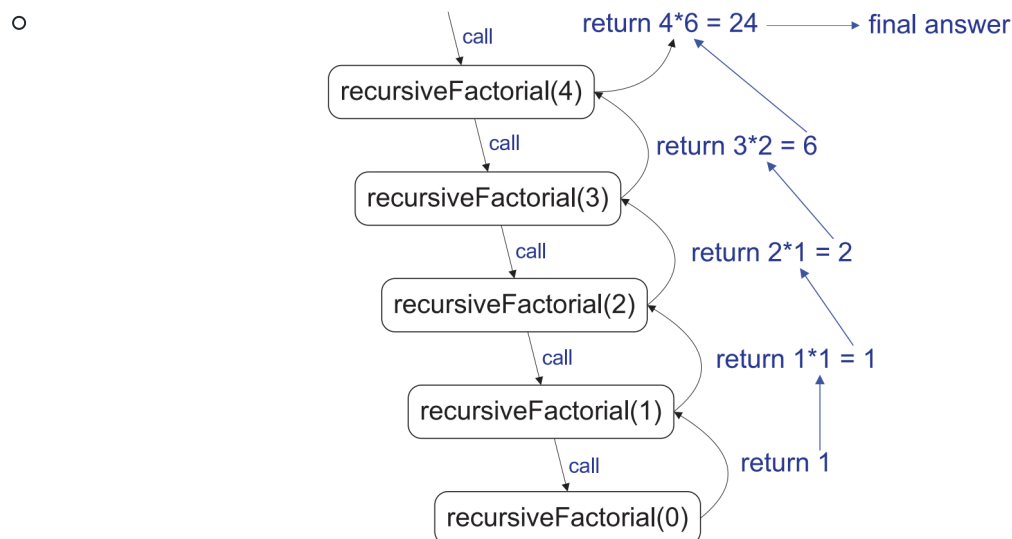 return 4*6 = 24
final answer
call
recursiveFactorial(4)
call
return 3*2 = 6
recursiveFactorial(3)
call
return 2*1 = 2
recursiveFactorial(2)
call
return 1*1 = 1
recursiveFactorial(1)
call
return 1
recursiveFactorial(0)